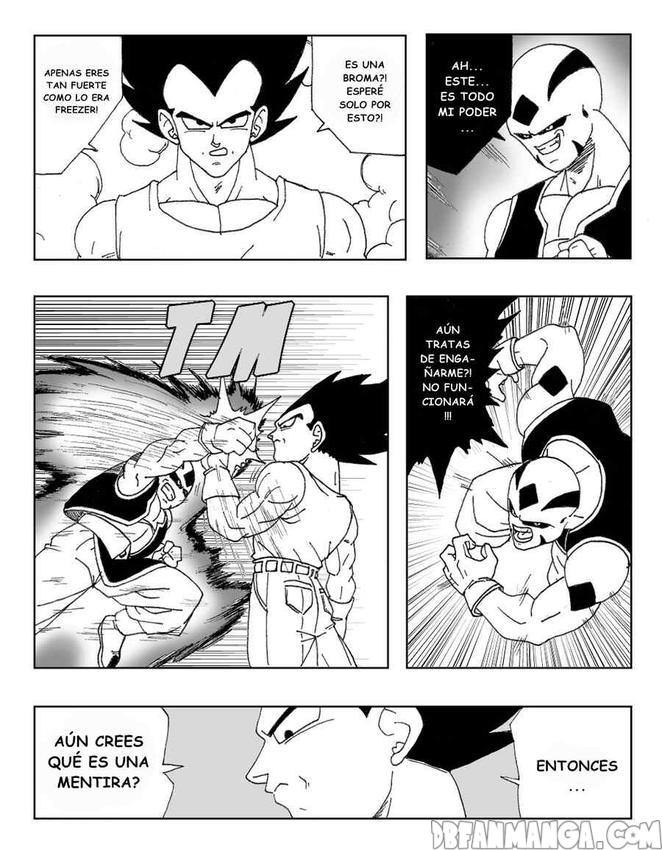 AH...
ESTE...
ES TODO
MI PODER
...
ES UNA
BROMA?!
ESPERÉ
SOLO POR
ESTO?!
APENAS ERES
TAN FUERTE
COMO LO ERA
FREEZER!
AÚN
TRATAS
DE ENGA-
ÑARME?!
NO FUN-
CIONARÁ
!!!
TM
ENTONCES
...
AÚN CREES
QUÉ ES UNA
MENTIRA?
DBFANMANGA.COM